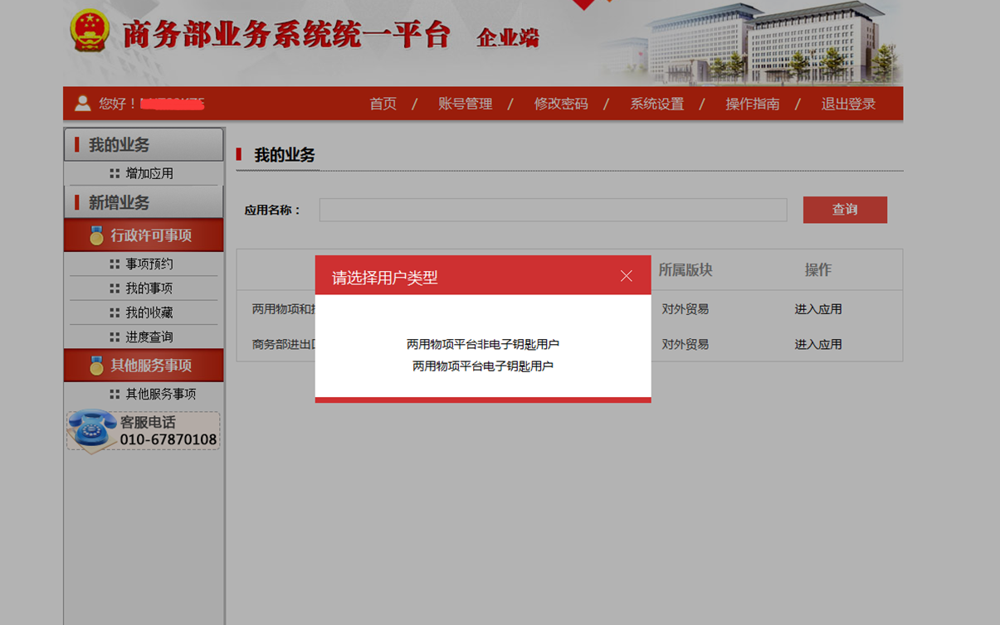 商务部业务系统统一平台 企业端
您好！
首页 / 账号管理 / 修改密码 / 系统设置 / 操作指南 / 退出登录
我的业务
增加应用
新增业务
行政许可事项
事项预约
我的事项
我的收藏
进度查询
其他服务事项
其他服务事项
客服电话
010-67870108
我的业务
应用名称：
查询
所属版块 操作
两用物项和 对外贸易 进入应用
商务部进出 对外贸易 进入应用
请选择用户类型
两用物项平台非电子钥匙用户
两用物项平台电子钥匙用户